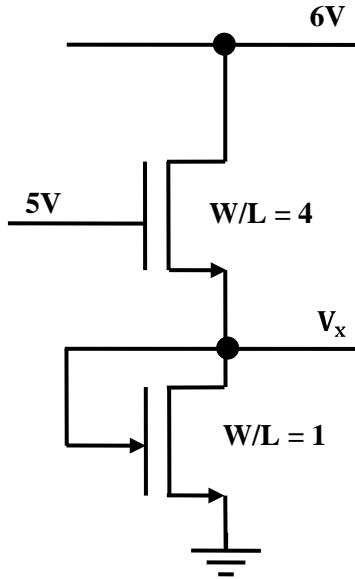 6V
5V
W/L = 4
Vx
W/L = 1